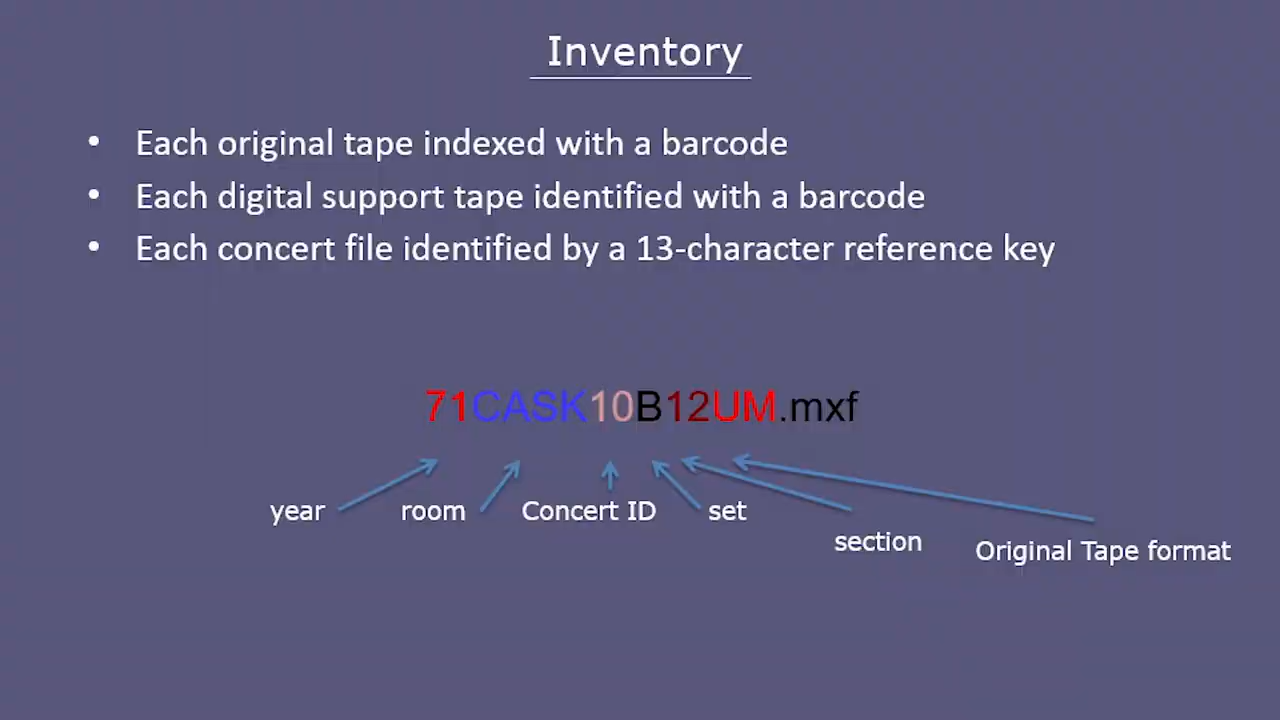 Inventory
• Each original tape indexed with a barcode
• Each digital support tape identified with a barcode
• Each concert file identified by a 13-character reference key
71CASK10B12UM.mxf
year room Concert ID set
section
Original Tape format